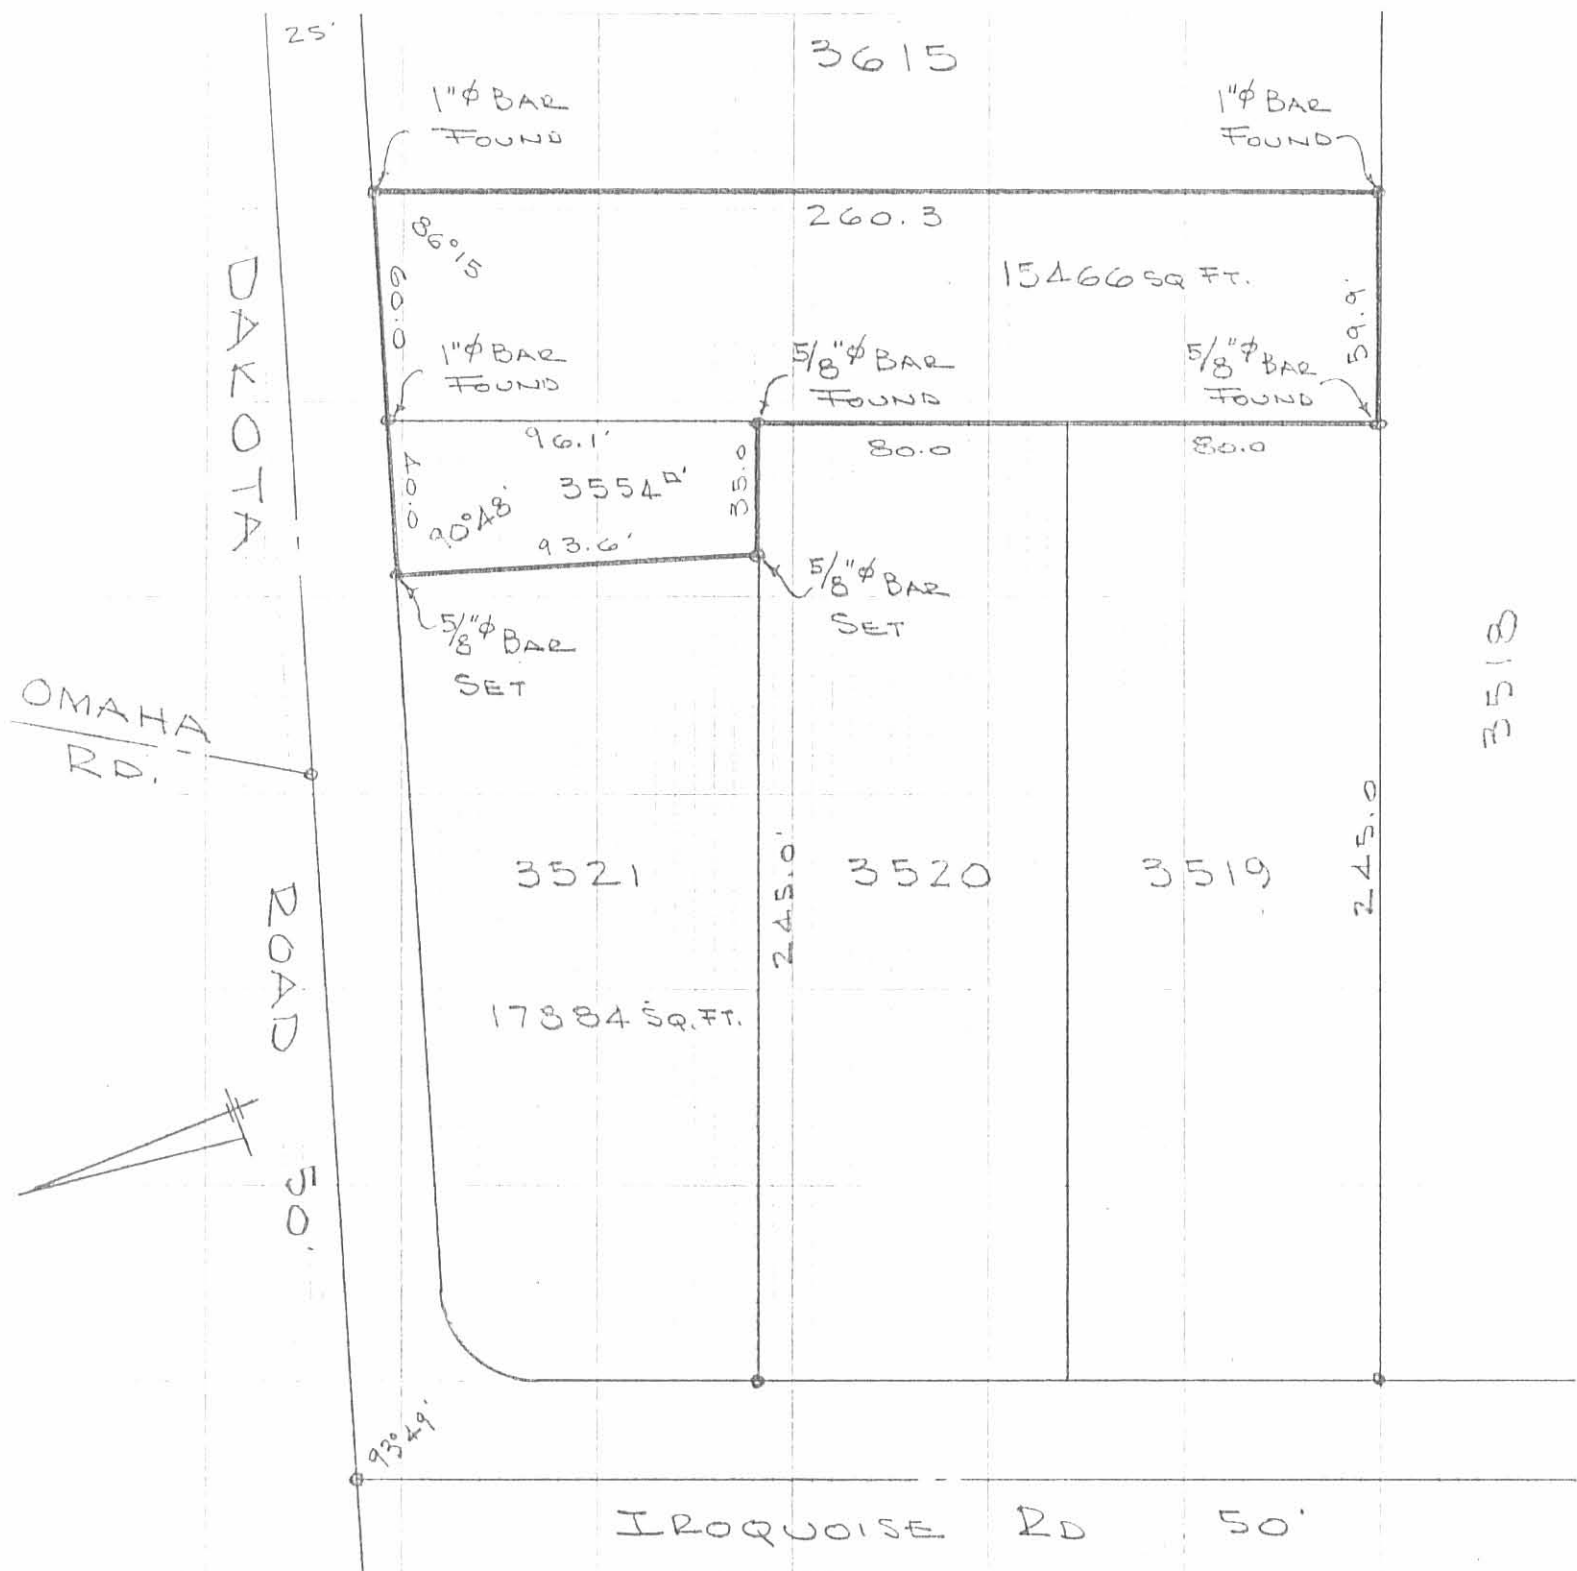 25'
3615
1"φ BAR
FOUND
1"φ BAR
FOUND
260.3
86°15
60.0
15466 SQ FT.
59.9'
DAKOTA
1"φ BAR
FOUND
5/8"φ BAR
FOUND
5/8"φ BAR
FOUND
96.1'
80.0
80.0
40.0
3554 □'
35.0
90°48'
93.6'
5/8"φ BAR
SET
5/8"φ BAR
SET
3518
OMAHA
RD.
3521
245.0'
3520
3519
245.0
ROAD
17884 SQ. FT.
50'
93°49'
IROQUOISE RD 50'